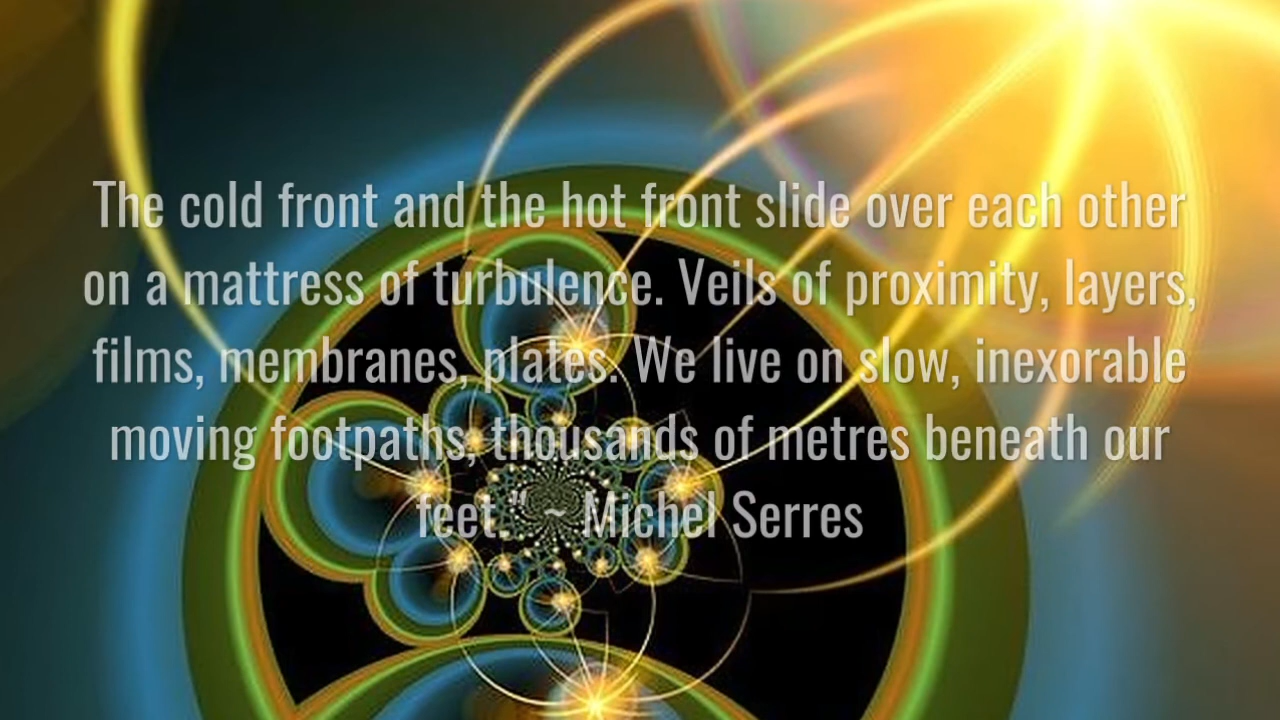 The cold front and the hot front slide over each other
on a mattress of turbulence. Veils of proximity, layers,
films, membranes, plates. We live on slow, inexorable
moving footpaths, thousands of metres beneath our
feet." ~ Michel Serres